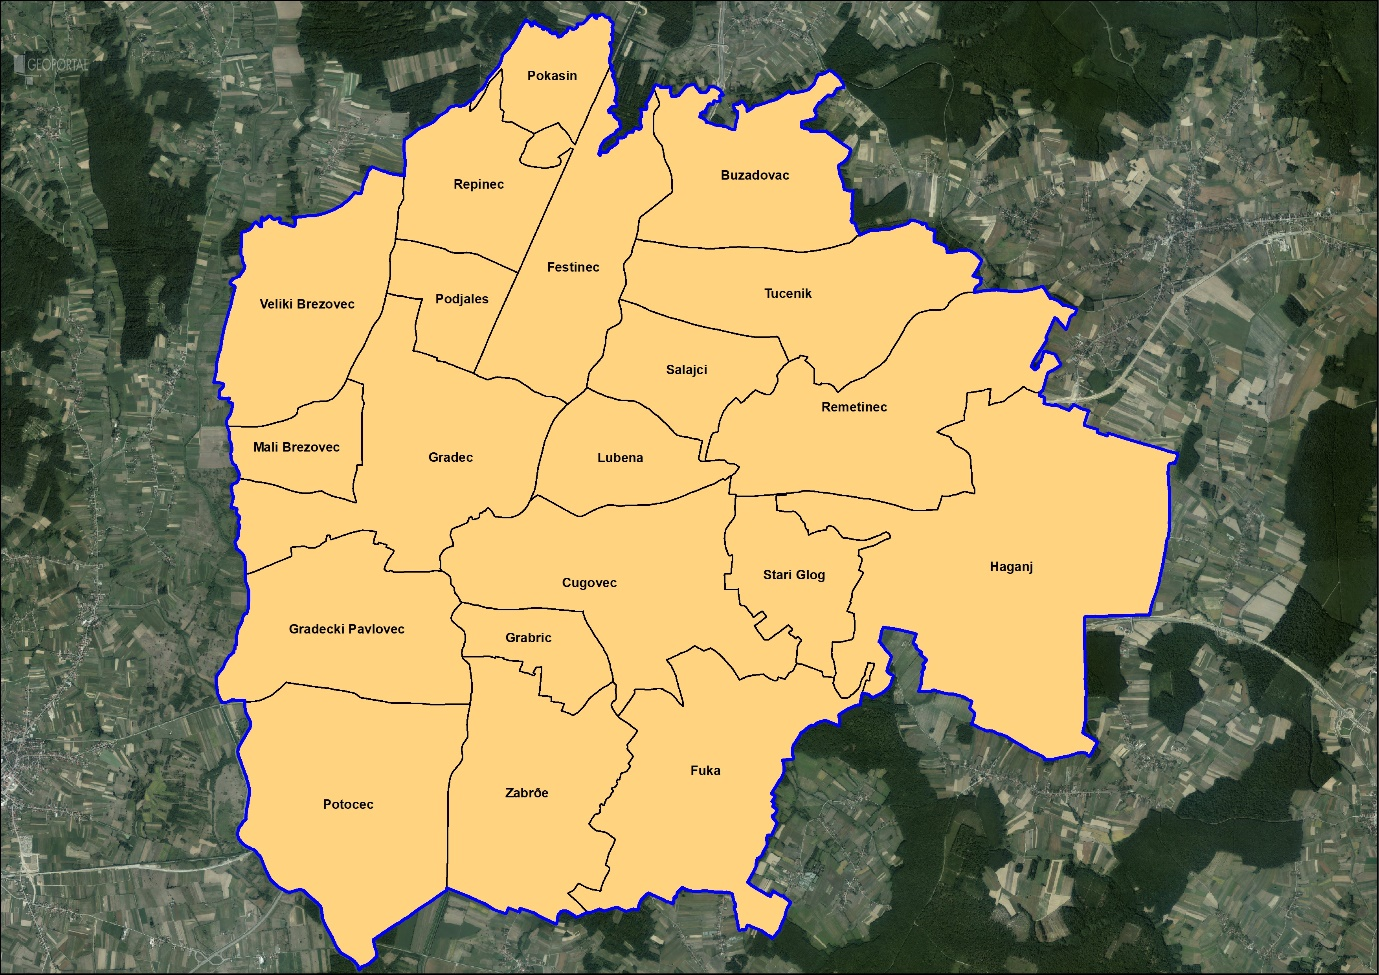 GEOPORTAL
Pokasin
Buzadovac
Repinec
Festinec
Tucenik
Podjales
Veliki Brezovec
Salajci
Remetinec
Mali Brezovec
Gradec
Lubena
Haganj
Stari Glog
Cugovec
Gradecki Pavlovec
Grabric
Fuka
Zabrðe
Potocec